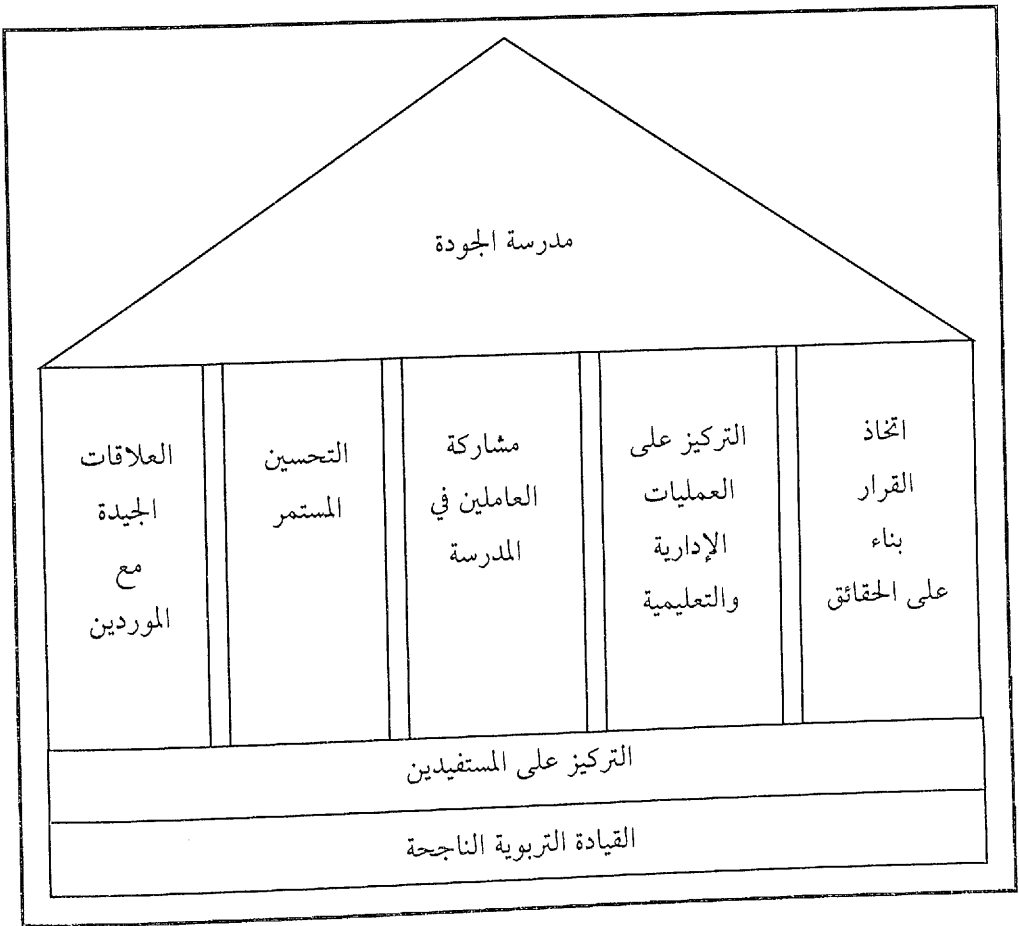 مدرسة الجودة
اتخاذ
القرار
بناء
على الحقائق
التركيز على
العمليات
الإدارية
والتعليمية
مشاركة
العاملين في
المدرسة
التحسين
المستمر
العلاقات
الجيدة
مع
الموردين
التركيز على المستفيدين
القيادة التربوية الناجحة